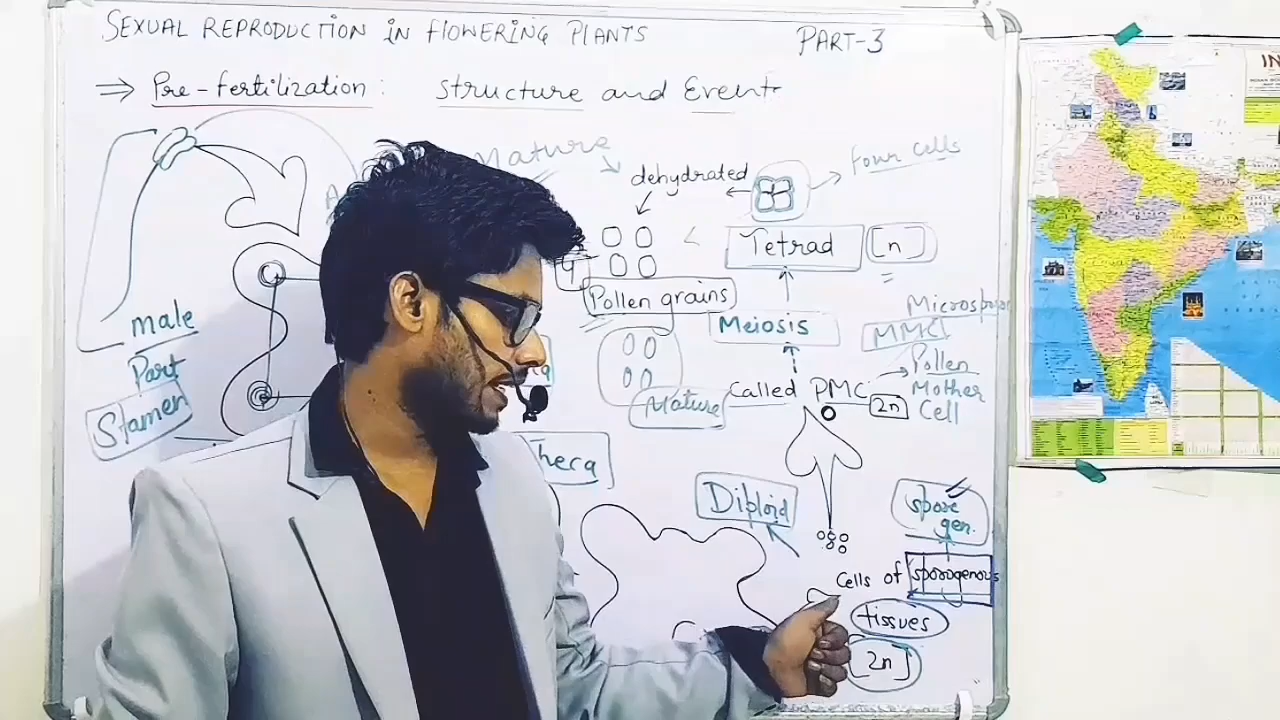 SEXUAL REPRODUCTION IN FLOWERING PLANTS
PART-3
⇒ Pre-fertilization structure and Event
Mature
dehydrated
four cells
Tetrad [n]
Pollen grains
Microspore
Meiosis
MMC
male
Part
Stamen
Pollen
Mother
Cell
Called PMC
2n
Mature
Theca
Diploid
spore
gen.
Cells of sporogenous
tissues
[2n]
IN